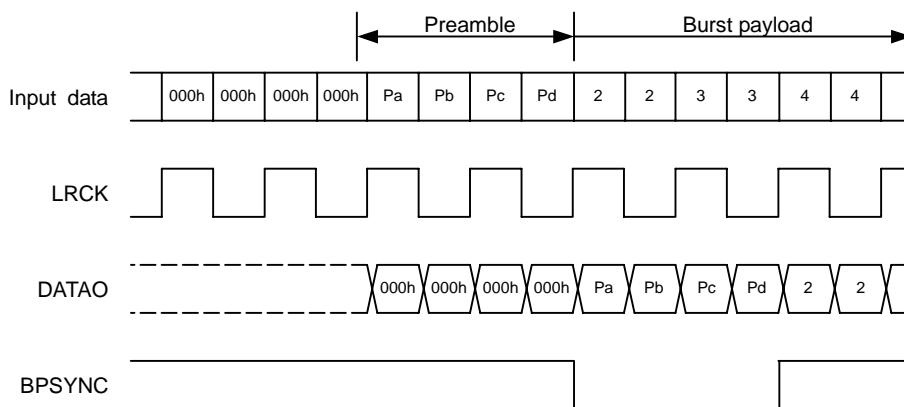 Preamble Burst payload
Input data 000h 000h 000h 000h Pa Pb Pc Pd 2 2 3 3 4 4
LRCK
DATAO 000h 000h 000h 000h Pa Pb Pc Pd 2 2
BPSYNC